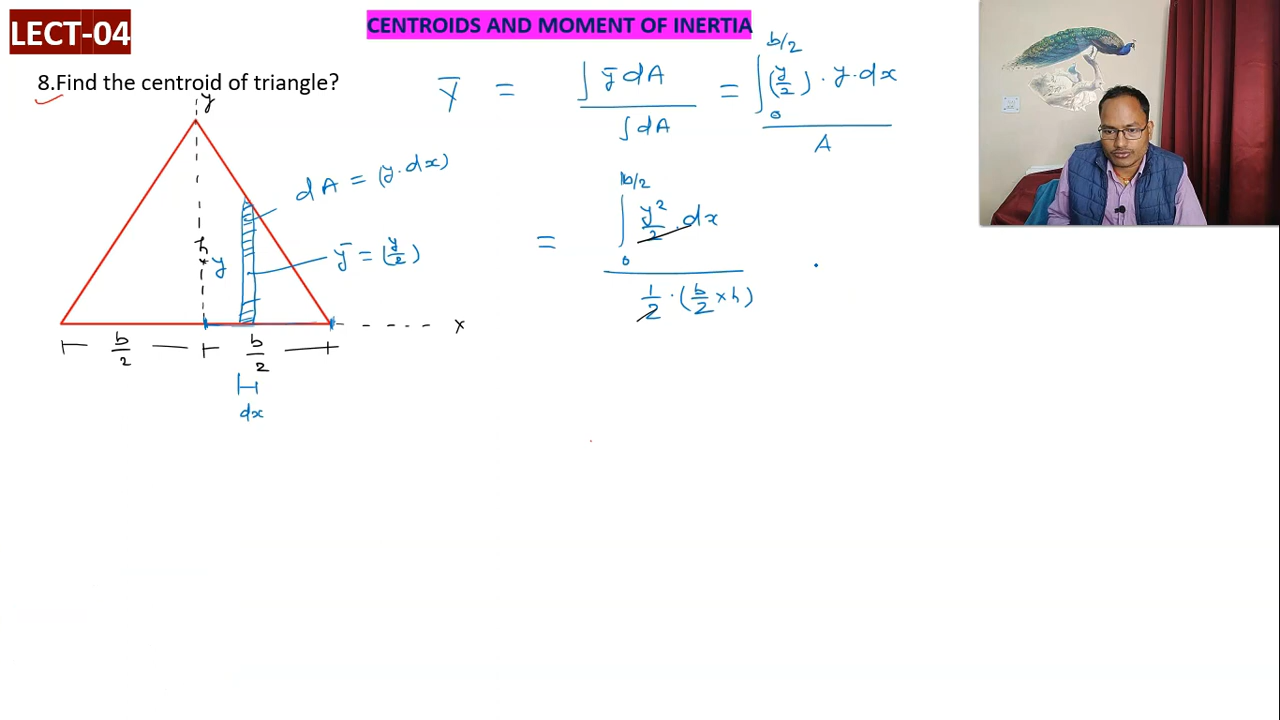 LECT-04
CENTROIDS AND MOMENT OF INERTIA
8.Find the centroid of triangle?
y
h
y
x
b/2
b/2
dx
dA = (y.dx)
ȳ = (y/2)
Ȳ = ∫ȳdA / ∫dA = ∫₀^(b/2) (y/2).y.dx / A
= ∫₀^(b/2) y²/2 .dx / 1/2.(b/2 × h)